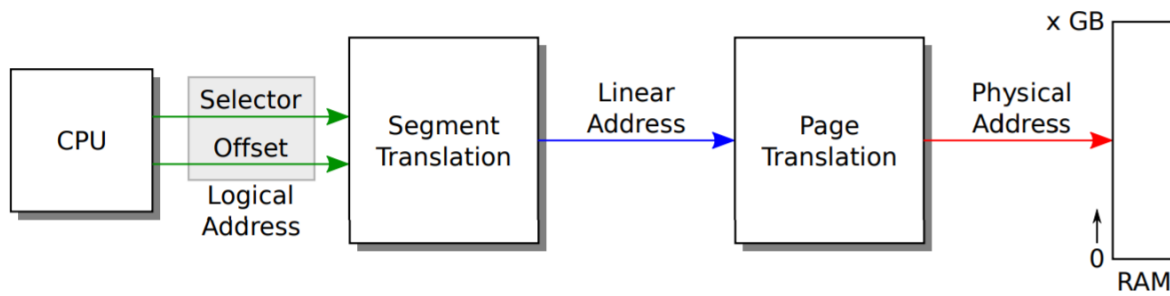 CPU
Selector
Offset
Logical
Address
Segment
Translation
Linear
Address
Page
Translation
Physical
Address
x GB
0
RAM